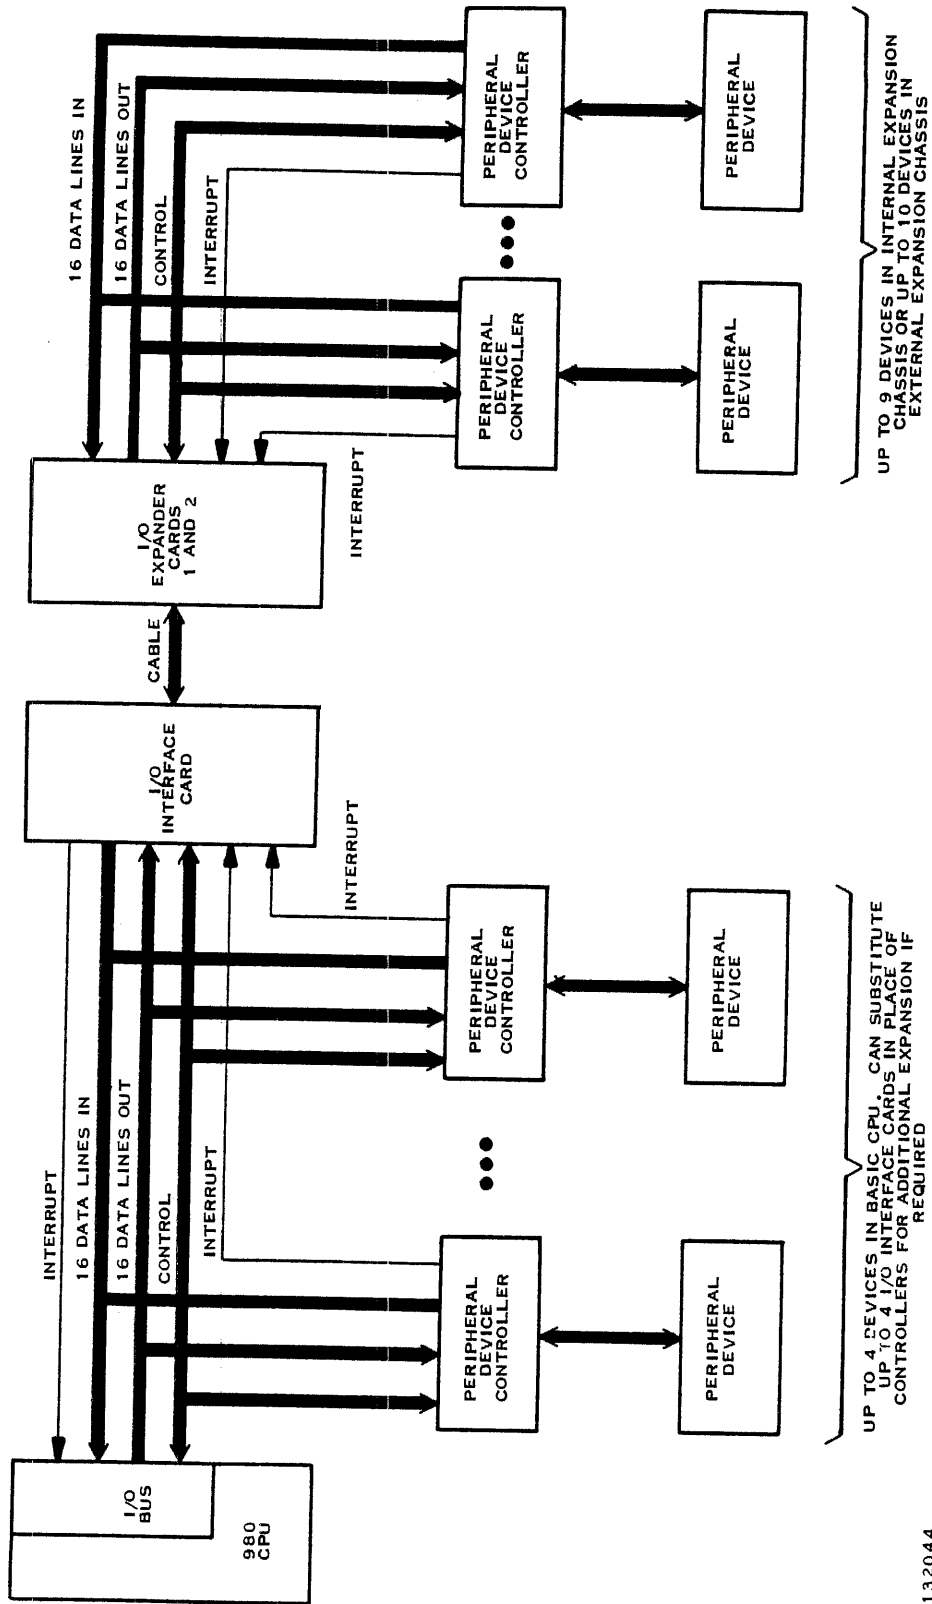 980
CPU
I/O
BUS
INTERRUPT
16 DATA LINES IN
16 DATA LINES OUT
CONTROL
INTERRUPT
INTERRUPT
I/O
INTERFACE
CARD
CABLE
I/O
EXPANDER
CARDS
1 AND 2
16 DATA LINES IN
16 DATA LINES OUT
CONTROL
INTERRUPT
INTERRUPT
PERIPHERAL
DEVICE
CONTROLLER
PERIPHERAL
DEVICE
CONTROLLER
PERIPHERAL
DEVICE
CONTROLLER
PERIPHERAL
DEVICE
CONTROLLER
PERIPHERAL
DEVICE
PERIPHERAL
DEVICE
PERIPHERAL
DEVICE
PERIPHERAL
DEVICE
UP TO 4 DEVICES IN BASIC CPU. CAN SUBSTITUTE
UP TO 4 I/O INTERFACE CARDS IN PLACE OF
CONTROLLERS FOR ADDITIONAL EXPANSION IF
REQUIRED
UP TO 9 DEVICES IN INTERNAL EXPANSION
CHASSIS OR UP TO 10 DEVICES IN
EXTERNAL EXPANSION CHASSIS
132044